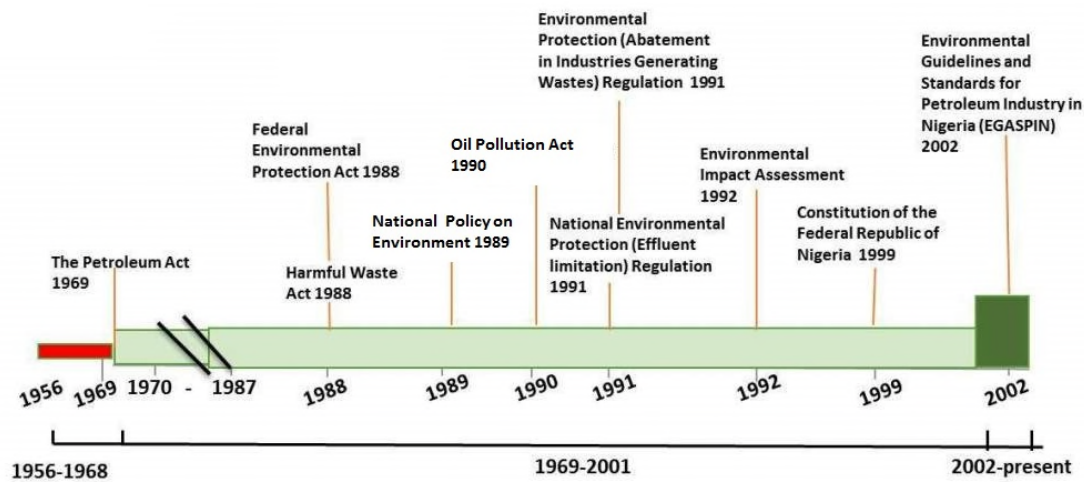 Environmental
Protection (Abatement
in Industries Generating
Wastes) Regulation 1991
Environmental
Guidelines and
Standards for
Petroleum Industry in
Nigeria (EGASPIN)
2002
Federal
Environmental
Protection Act 1988
Oil Pollution Act
1990
Environmental
Impact Assessment
1992
National Policy on
Environment 1989
National Environmental
Protection (Effluent
limitation) Regulation
1991
Constitution of the
Federal Republic of
Nigeria 1999
The Petroleum Act
1969
Harmful Waste
Act 1988
1956 1969 1970 - 1987 1988 1989 1990 1991 1992 1999 2002
1956-1968 1969-2001 2002-present